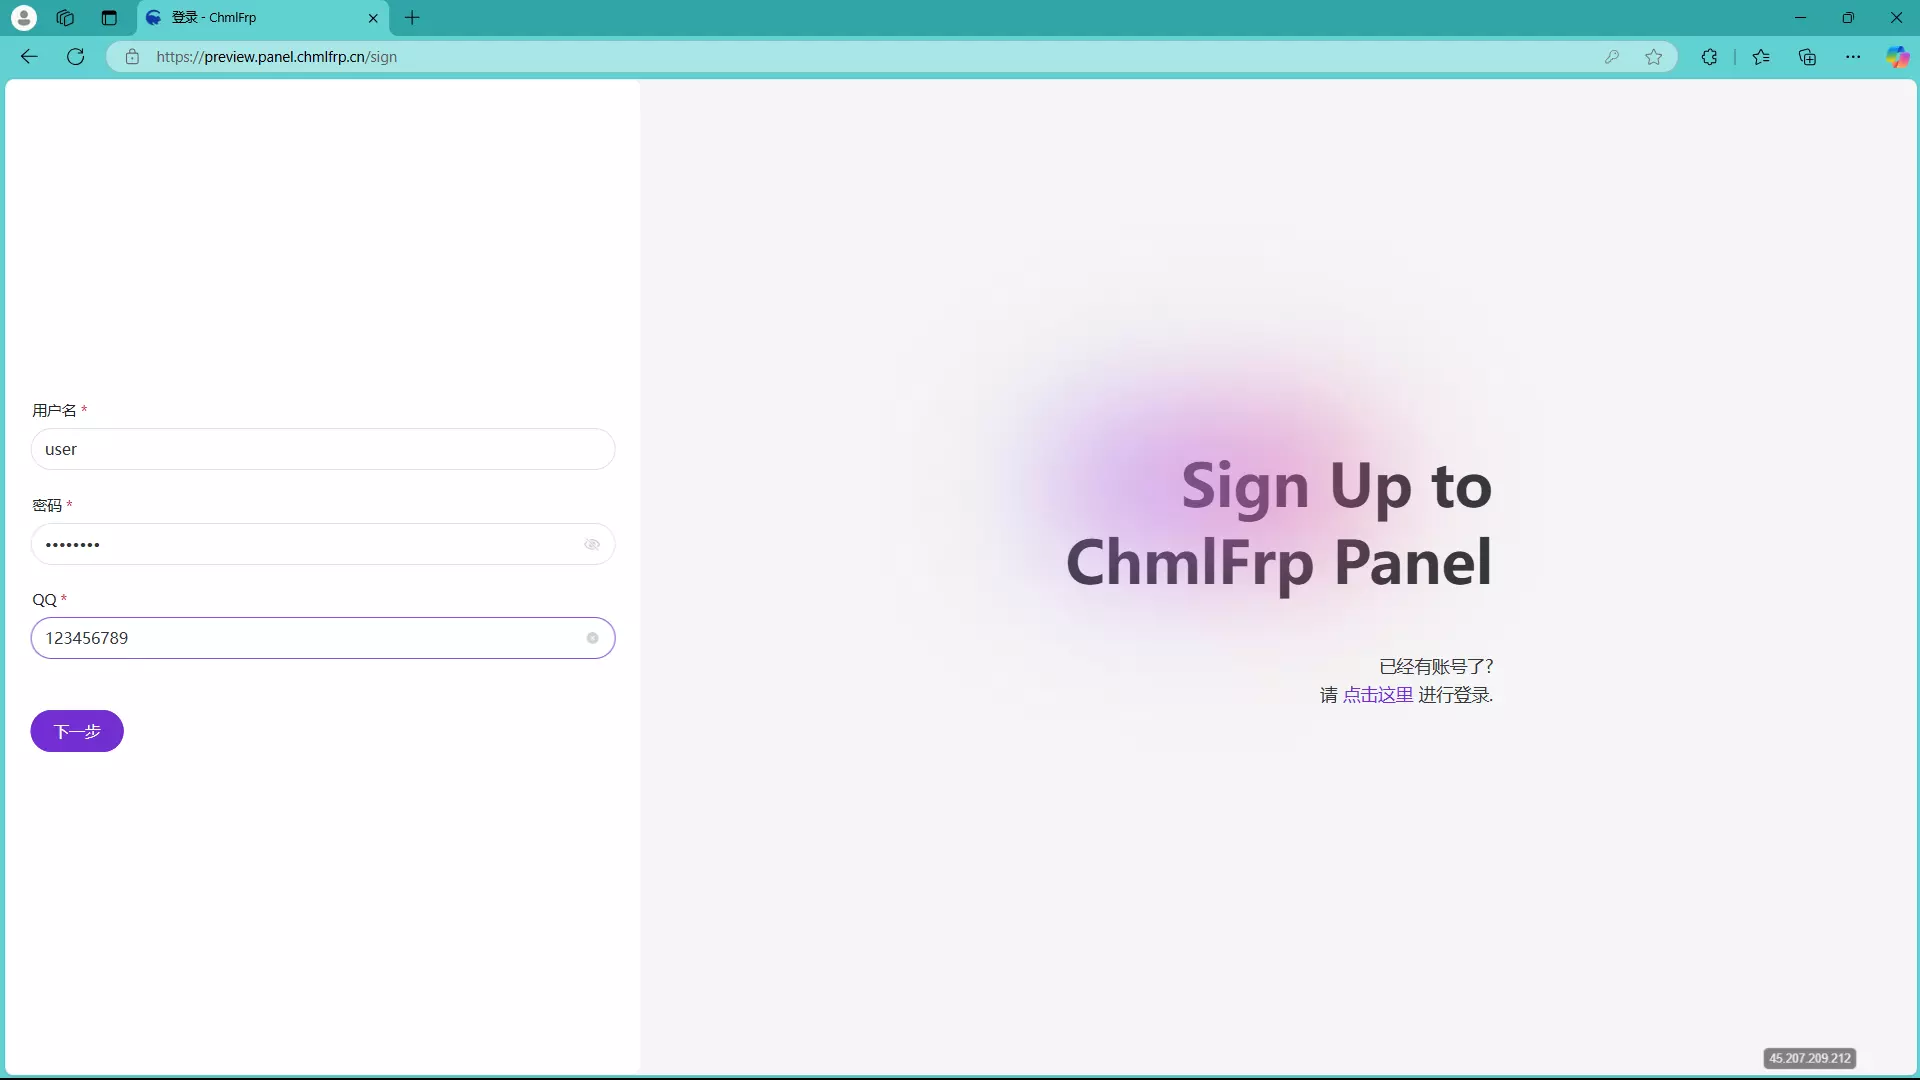 登录 - ChmlFrp
https://preview.panel.chmlfrp.cn/sign
用户名 *
user
密码 *
••••••••
QQ *
123456789
下一步
Sign Up to
ChmlFrp Panel
已经有账号了?
请 点击这里 进行登录.
45.207.209.212